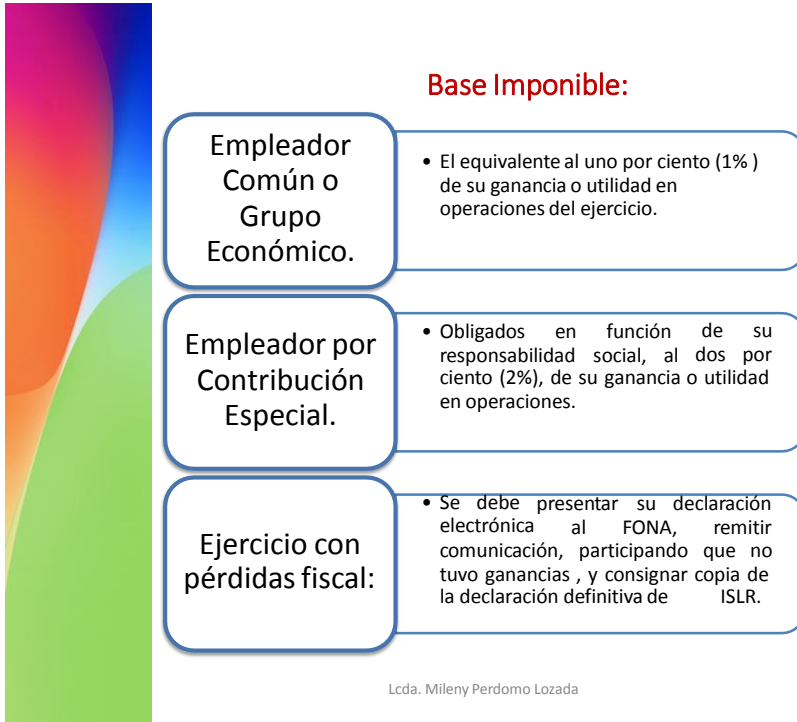 Base Imponible:
Empleador
Común o
Grupo
Económico.
• El equivalente al uno por ciento (1% )
de su ganancia o utilidad en
operaciones del ejercicio.
Empleador por
Contribución
Especial.
• Obligados en función de su
responsabilidad social, al dos por
ciento (2%), de su ganancia o utilidad
en operaciones.
Ejercicio con
pérdidas fiscal:
• Se debe presentar su declaración
electrónica al FONA, remitir
comunicación, participando que no
tuvo ganancias , y consignar copia de
la declaración definitiva de ISLR.
Lcda. Mileny Perdomo Lozada